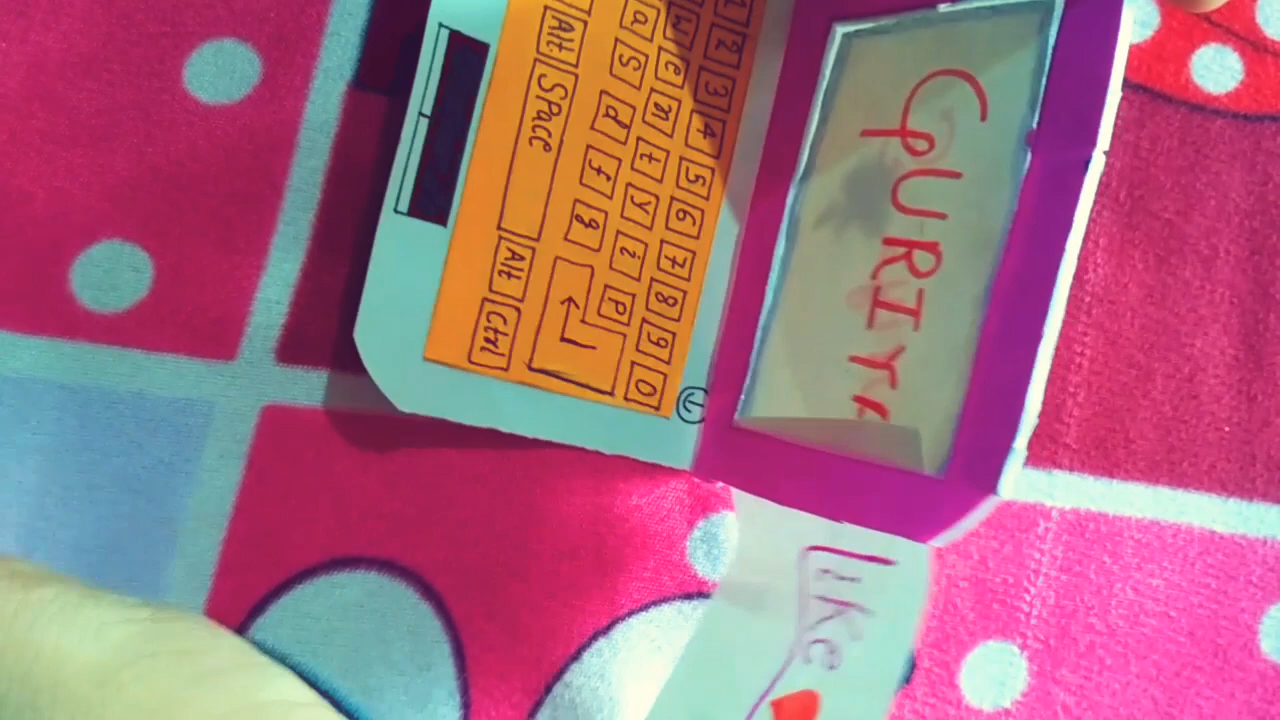 GURIYA
1 2 3 4 5 6 7 8 9 0
w e r t y i P
a S d f g ↵
Alt SPace Alt Ctrl
Like